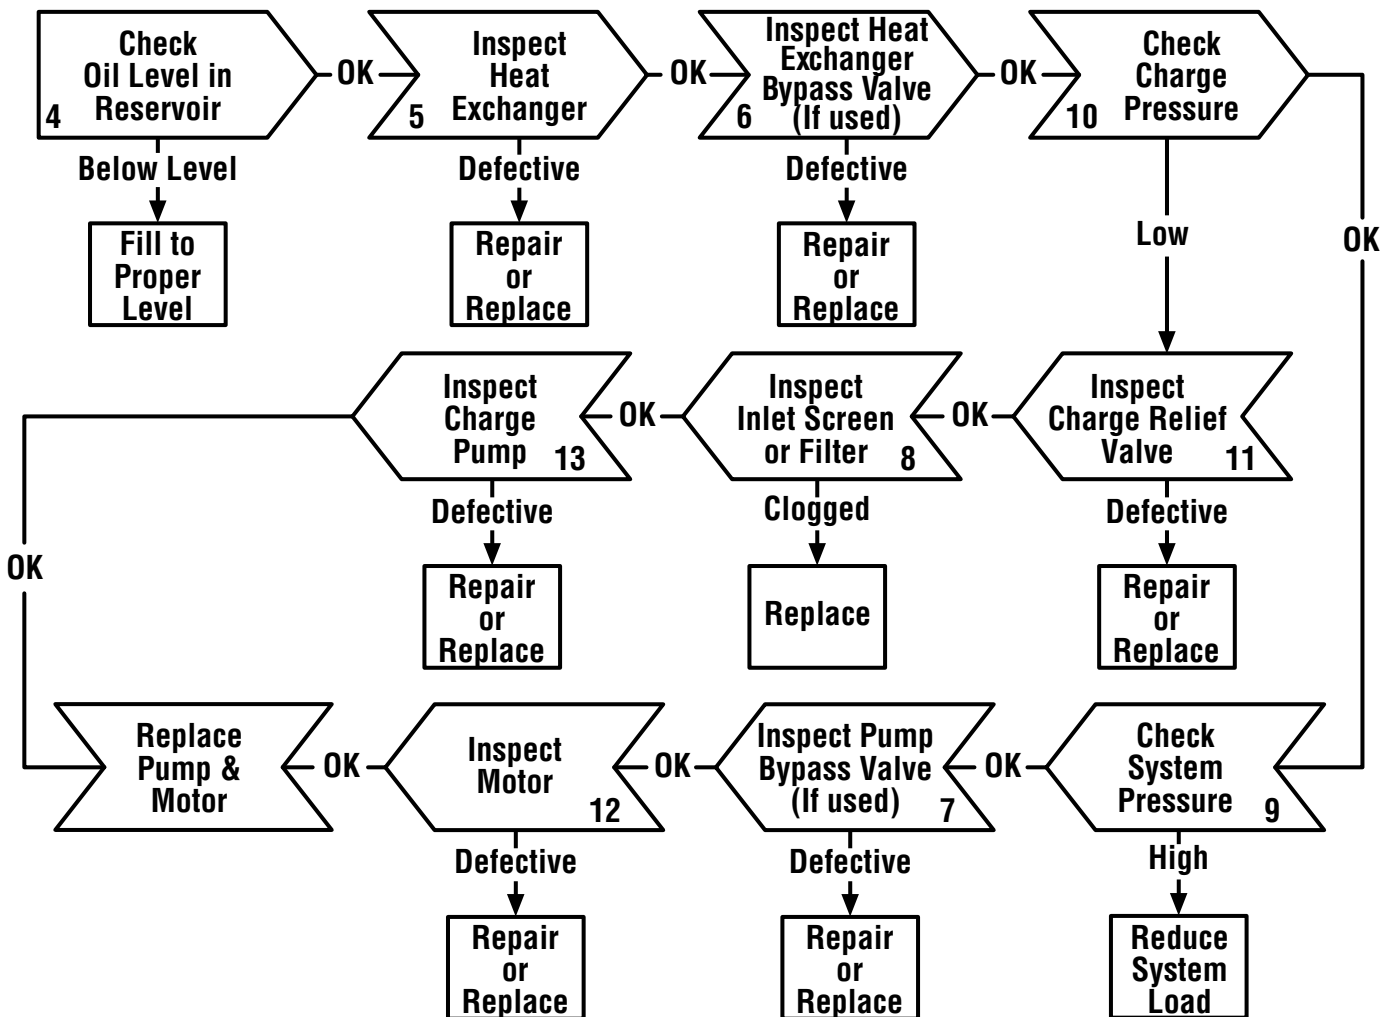 Check
Oil Level in
Reservoir
4
OK
Inspect
Heat
Exchanger
5
OK
Inspect Heat
Exchanger
Bypass Valve
(If used)
6
OK
Check
Charge
Pressure
10
Below Level
Defective
Defective
Low
OK
Fill to
Proper
Level
Repair
or
Replace
Repair
or
Replace
Inspect
Charge
Pump
13
OK
Inspect
Inlet Screen
or Filter
8
OK
Inspect
Charge Relief
Valve
11
Defective
Clogged
Defective
OK
Repair
or
Replace
Replace
Repair
or
Replace
Replace
Pump &
Motor
OK
Inspect
Motor
12
OK
Inspect Pump
Bypass Valve
(If used)
7
OK
Check
System
Pressure
9
Defective
Defective
High
Repair
or
Replace
Repair
or
Replace
Reduce
System
Load